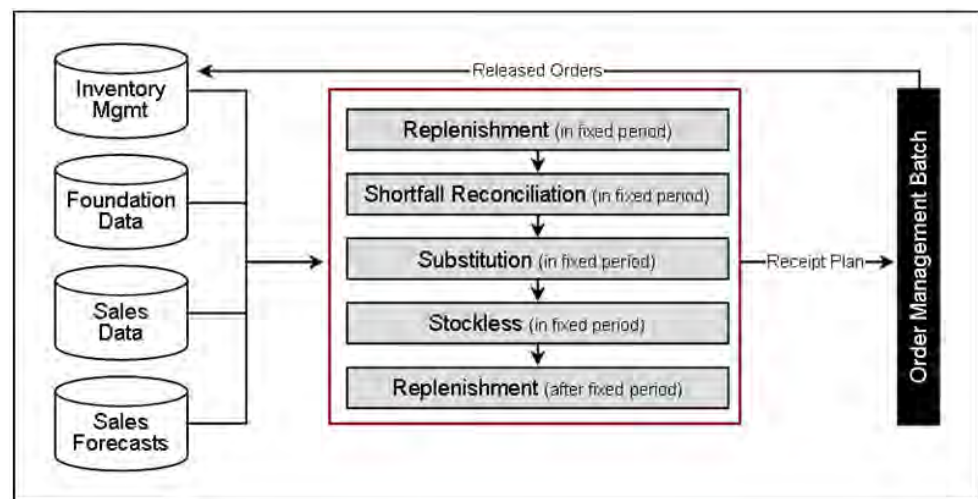 Released Orders
Inventory
Mgmt
Foundation
Data
Sales
Data
Sales
Forecasts
Replenishment (in fixed period)
Shortfall Reconciliation (in fixed period)
Substitution (in fixed period)
Stockless (in fixed period)
Replenishment (after fixed period)
Receipt Plan
Order Management Batch